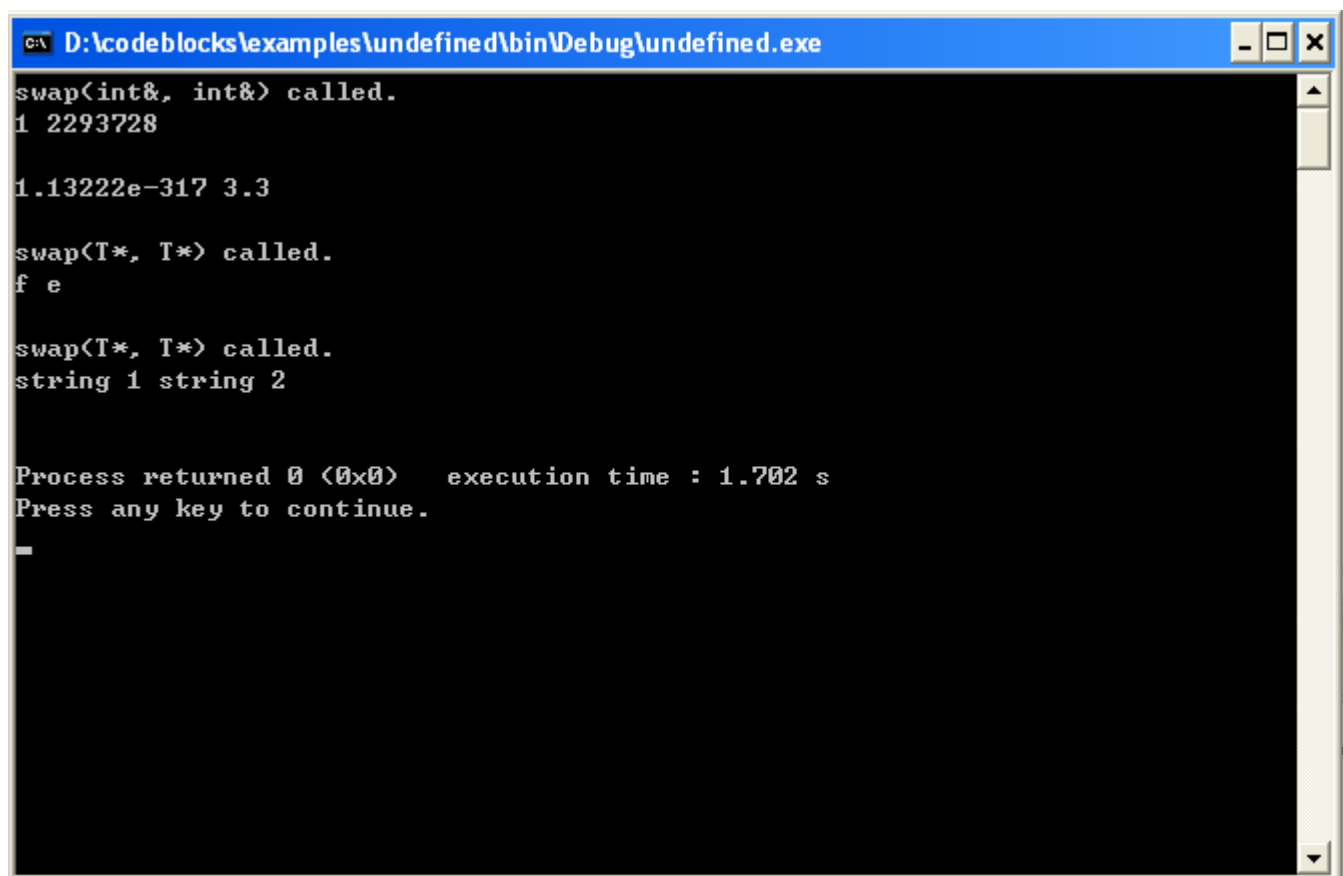 D:\codeblocks\examples\undefined\bin\Debug\undefined.exe
swap(int&, int&) called.
1 2293728
1.13222e-317 3.3
swap(T*, T*) called.
f e
swap(T*, T*) called.
string 1 string 2
Process returned 0 (0x0)   execution time : 1.702 s
Press any key to continue.